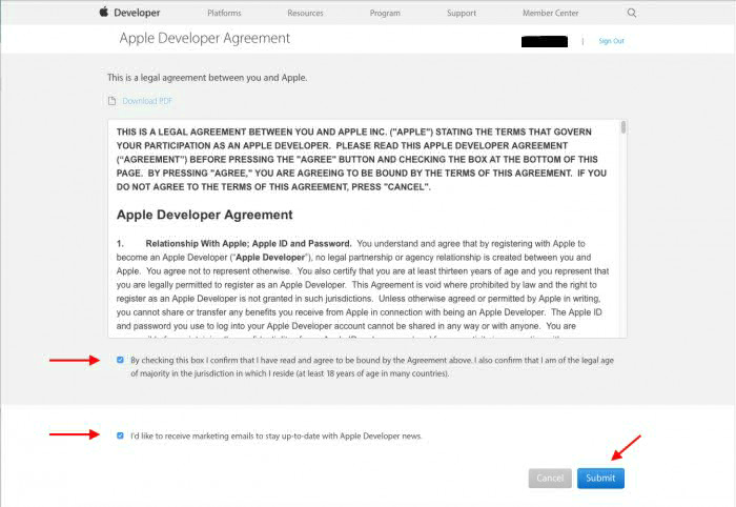 Developer Platforms Resources Program Support Member Center
Apple Developer Agreement
Sign Out
This is a legal agreement between you and Apple.
Download PDF
THIS IS A LEGAL AGREEMENT BETWEEN YOU AND APPLE INC. ("APPLE") STATING THE TERMS THAT GOVERN
YOUR PARTICIPATION AS AN APPLE DEVELOPER. PLEASE READ THIS APPLE DEVELOPER AGREEMENT
("AGREEMENT") BEFORE PRESSING THE "AGREE" BUTTON AND CHECKING THE BOX AT THE BOTTOM OF THIS
PAGE. BY PRESSING "AGREE," YOU ARE AGREEING TO BE BOUND BY THE TERMS OF THIS AGREEMENT. IF YOU
DO NOT AGREE TO THE TERMS OF THIS AGREEMENT, PRESS "CANCEL".
Apple Developer Agreement
1. Relationship With Apple; Apple ID and Password. You understand and agree that by registering with Apple to
become an Apple Developer ("Apple Developer"), no legal partnership or agency relationship is created between you and
Apple. You agree not to represent otherwise. You also certify that you are at least thirteen years of age and you represent that
you are legally permitted to register as an Apple Developer. This Agreement is void where prohibited by law and the right to
register as an Apple Developer is not granted in such jurisdictions. Unless otherwise agreed or permitted by Apple in writing,
you cannot share or transfer any benefits you receive from Apple in connection with being an Apple Developer. The Apple ID
and password you use to log into your Apple Developer account cannot be shared in any way or with anyone. You are
By checking this box I confirm that I have read and agree to be bound by the Agreement above. I also confirm that I am of the legal age
of majority in the jurisdiction in which I reside (at least 18 years of age in many countries).
I'd like to receive marketing emails to stay up-to-date with Apple Developer news.
Cancel Submit